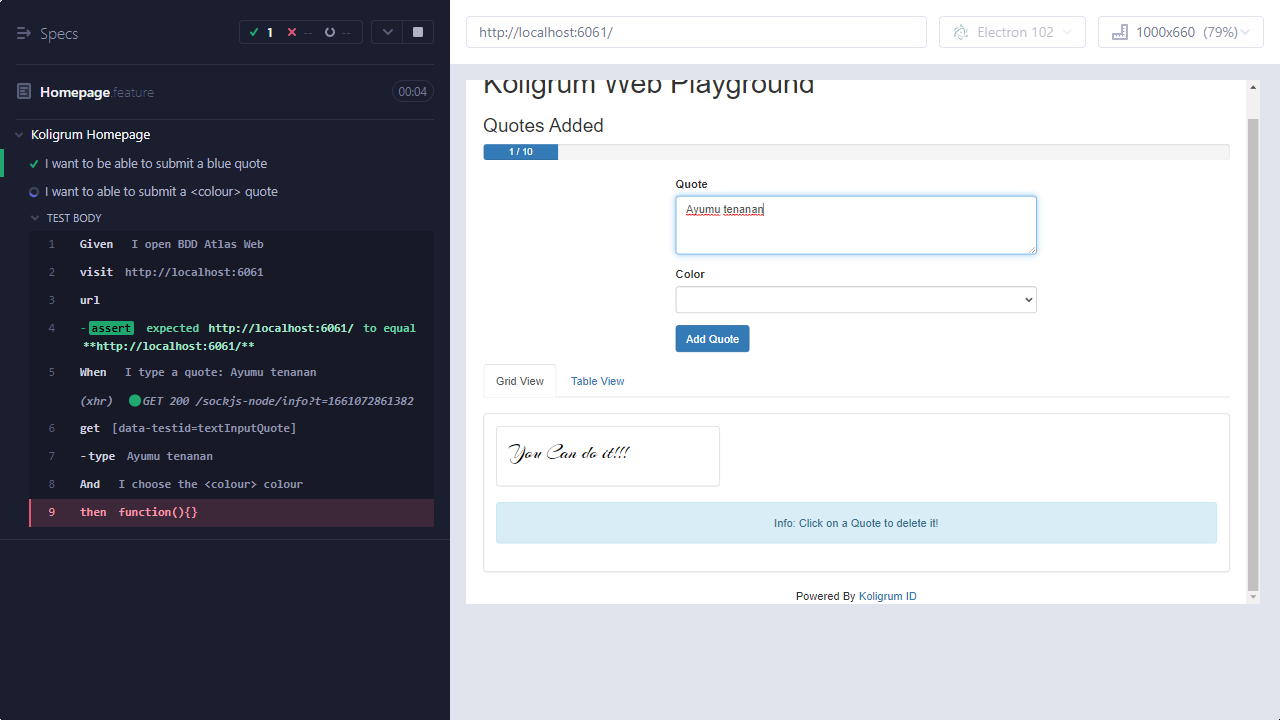 Specs
1
--
--
Homepage feature
00:04
Koligrum Homepage
I want to be able to submit a blue quote
I want to able to submit a <colour> quote
TEST BODY
1 Given I open BDD Atlas Web
2 visit http://localhost:6061
3 url
4 -assert expected http://localhost:6061/ to equal
**http://localhost:6061/**
5 When I type a quote: Ayumu tenanan
(xhr) GET 200 /sockjs-node/info?t=1661072861382
6 get [data-testid=textInputQuote]
7 -type Ayumu tenanan
8 And I choose the <colour> colour
9 then function(){}
http://localhost:6061/
Electron 102
1000x660 (79%)
Koligrum Web Playground
Quotes Added
1 / 10
Quote
Ayumu tenanan
Color
Add Quote
Grid View
Table View
You Can do it!!!
Info: Click on a Quote to delete it!
Powered By Koligrum ID